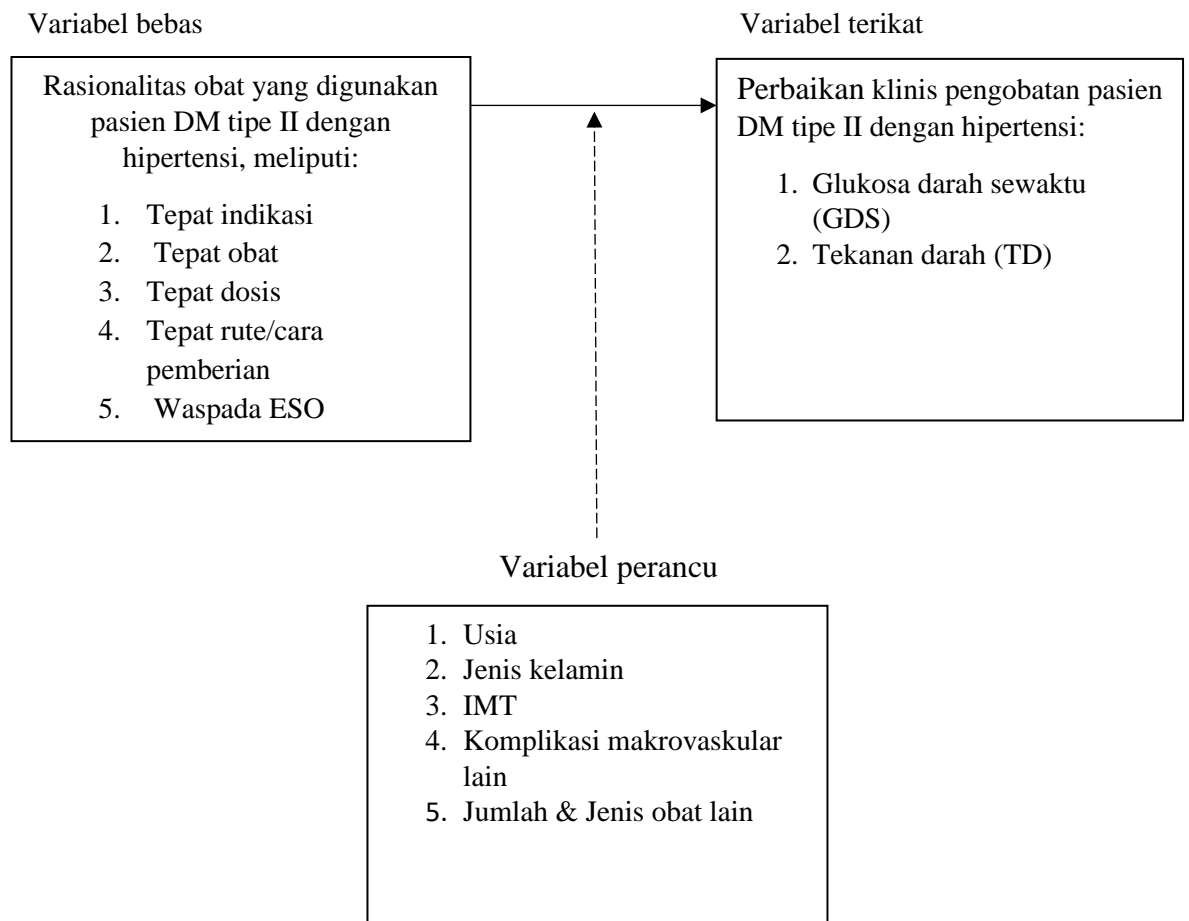 Variabel bebas
Variabel terikat
Rasionalitas obat yang digunakan
pasien DM tipe II dengan
hipertensi, meliputi:
1. Tepat indikasi
2. Tepat obat
3. Tepat dosis
4. Tepat rute/cara
pemberian
5. Waspada ESO
Perbaikan klinis pengobatan pasien
DM tipe II dengan hipertensi:
1. Glukosa darah sewaktu
(GDS)
2. Tekanan darah (TD)
Variabel perancu
1. Usia
2. Jenis kelamin
3. IMT
4. Komplikasi makrovaskular
lain
5. Jumlah & Jenis obat lain